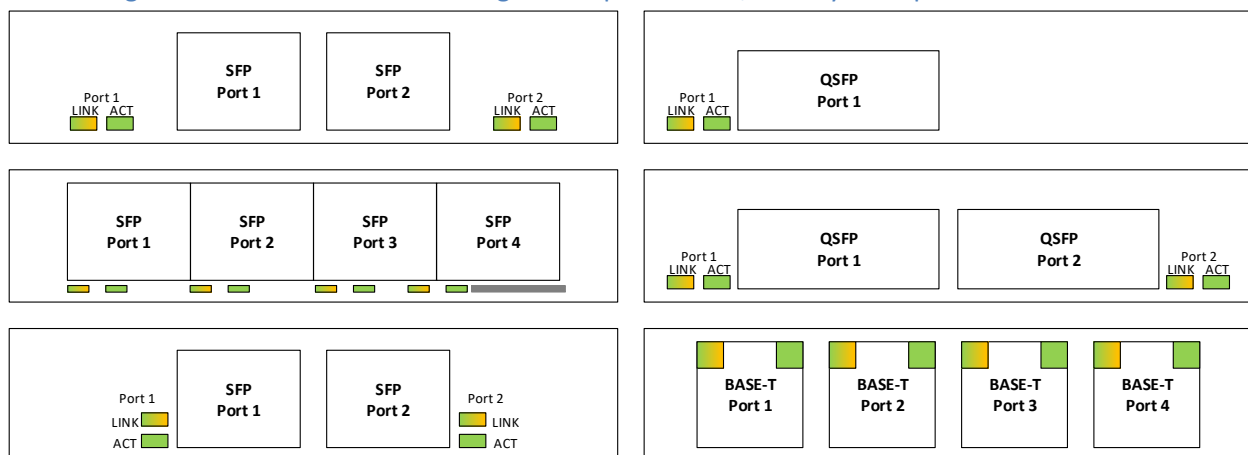 SFP
Port 1
SFP
Port 2
Port 1
LINK ACT
Port 2
LINK ACT
QSFP
Port 1
Port 1
LINK ACT
SFP
Port 1
SFP
Port 2
SFP
Port 3
SFP
Port 4
QSFP
Port 1
QSFP
Port 2
Port 1
LINK ACT
Port 2
LINK ACT
SFP
Port 1
SFP
Port 2
Port 1
LINK
ACT
Port 2
LINK
ACT
BASE-T
Port 1
BASE-T
Port 2
BASE-T
Port 3
BASE-T
Port 4